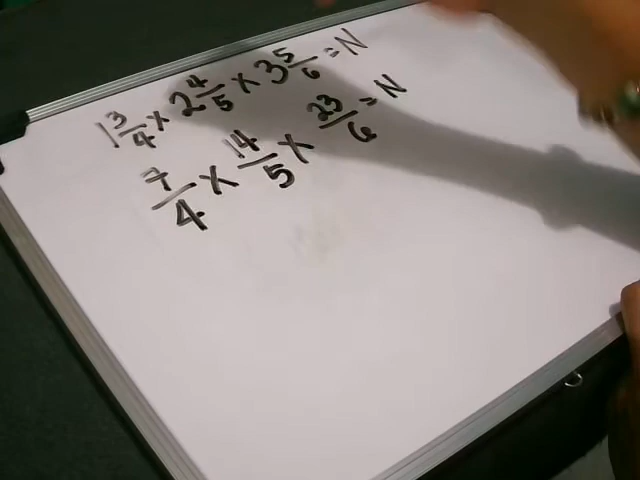 1 3/4 x 2 4/5 x 3 5/6 = N
7/4 x 14/5 x 23/6 = N